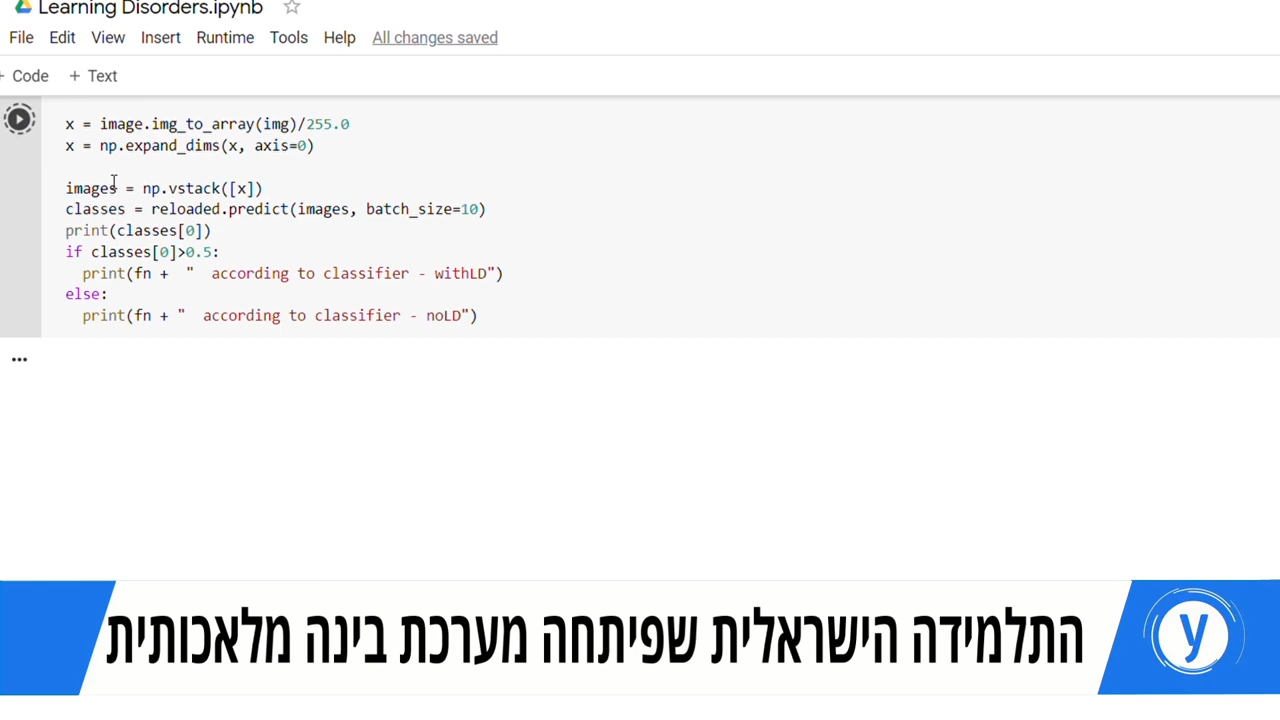 Learning Disorders.ipynb
File Edit View Insert Runtime Tools Help All changes saved
+ Code + Text
x = image.img_to_array(img)/255.0
x = np.expand_dims(x, axis=0)
images = np.vstack([x])
classes = reloaded.predict(images, batch_size=10)
print(classes[0])
if classes[0]>0.5:
print(fn + "  according to classifier - withLD")
else:
print(fn + "  according to classifier - noLD")
התלמידה הישראלית שפיתחה מערכת בינה מלאכותית
y